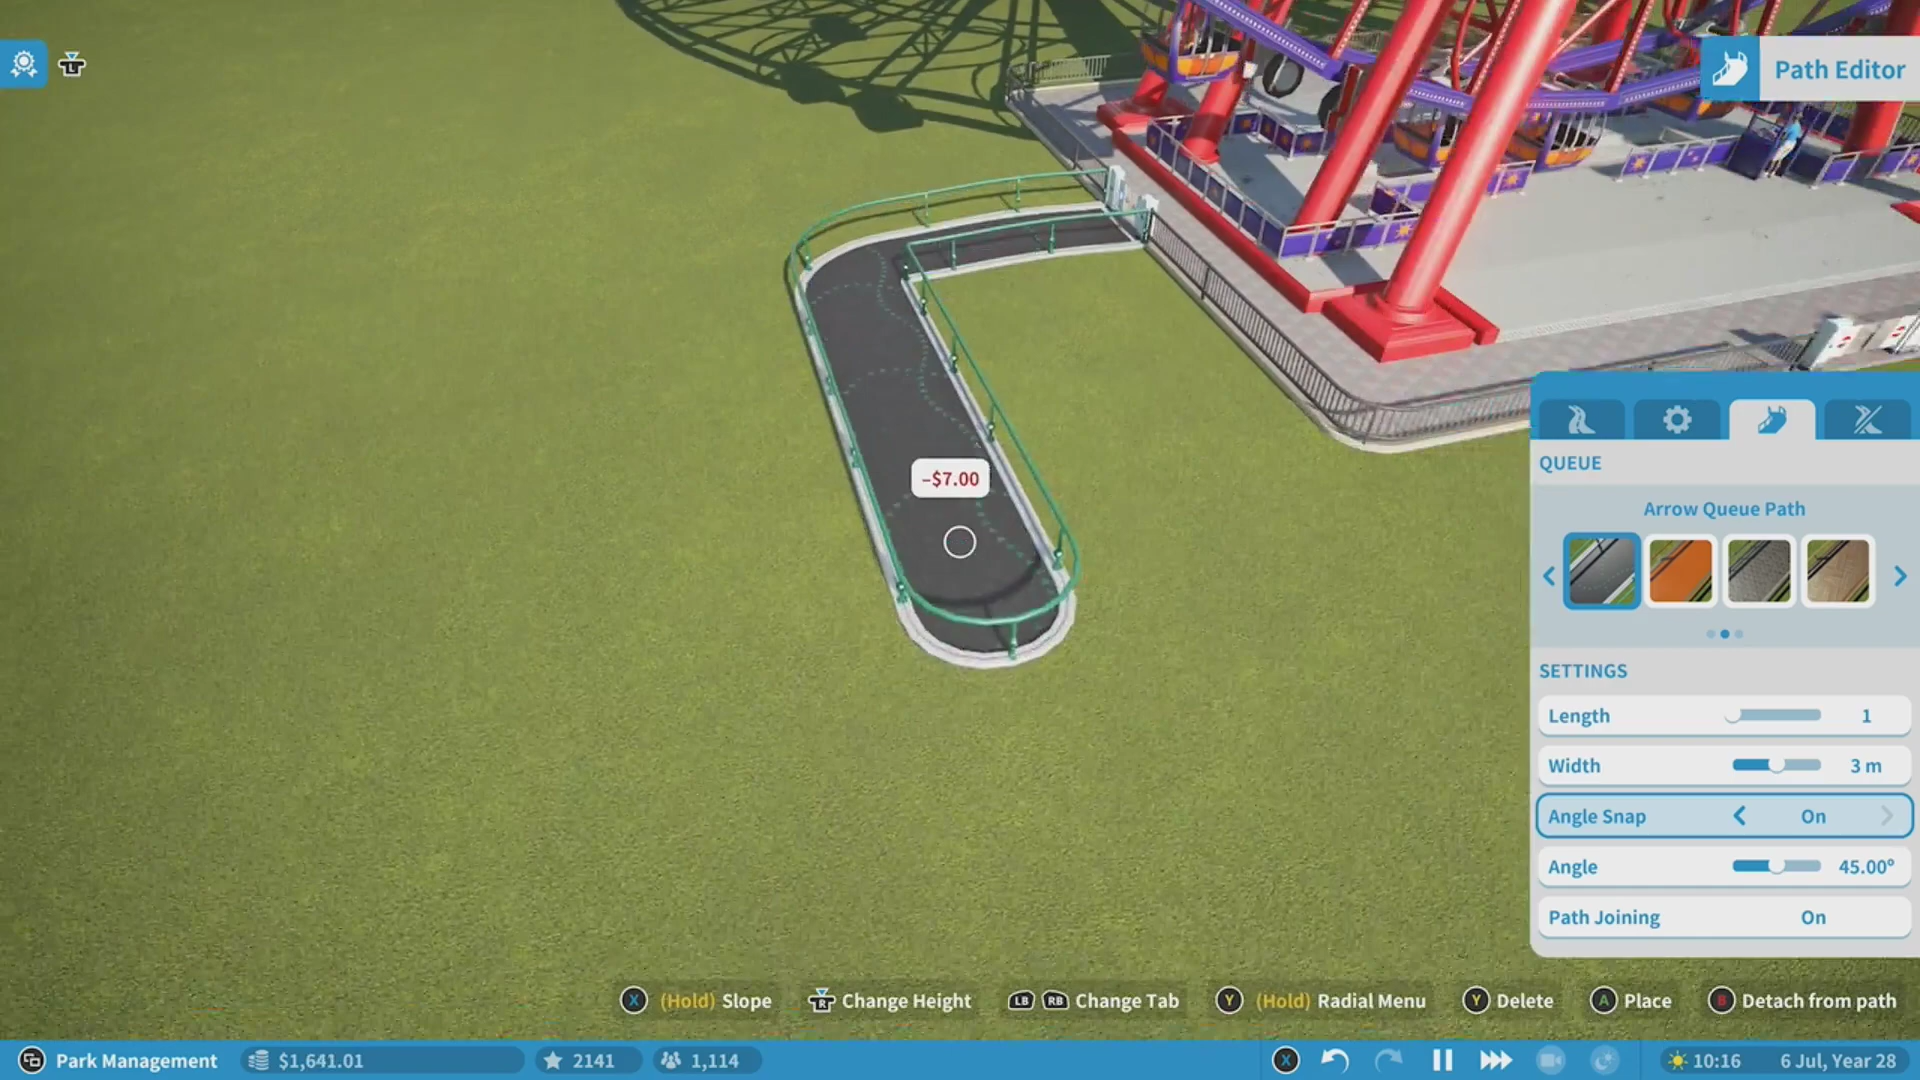 L
Path Editor
QUEUE
Arrow Queue Path
–$7.00
SETTINGS
Length 1
Width 3 m
Angle Snap On
Angle 45.00°
Path Joining On
X (Hold) Slope R Change Height LB RB Change Tab Y (Hold) Radial Menu Y Delete A Place B Detach from path
Park Management $1,641.01 2141 1,114 X 10:16 6 Jul, Year 28